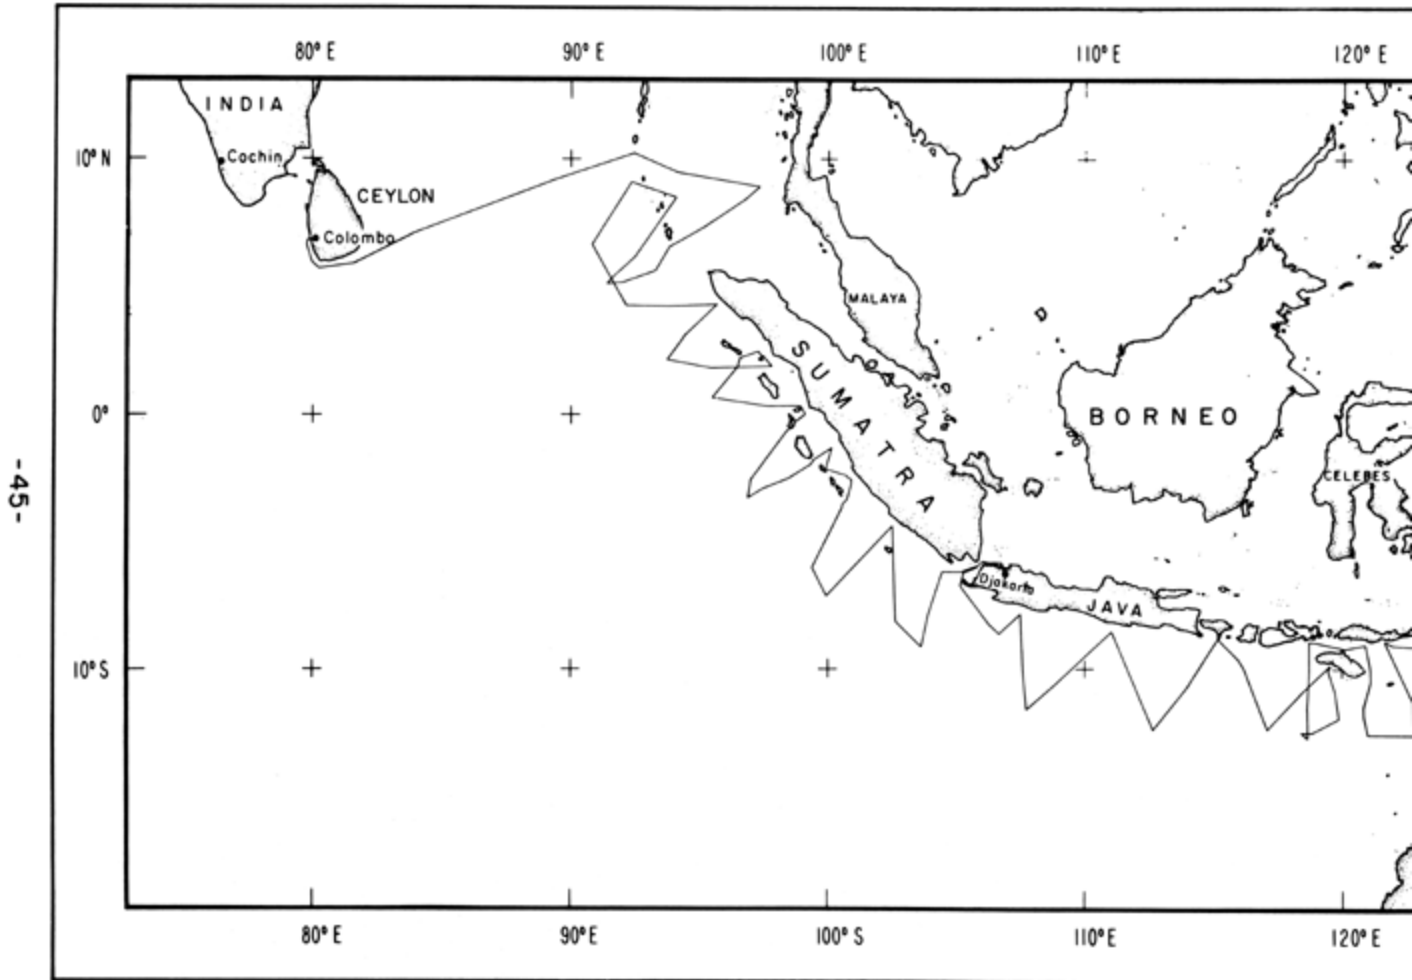 80° E 90° E 100° E 110° E 120° E
INDIA
10° N
Cochin
CEYLON
Colombo
MALAYA
SUMATRA
0°
BORNEO
CELEBES
-45-
Djakarta
JAVA
10° S
80° E 90° E 100° S 110° E 120° E